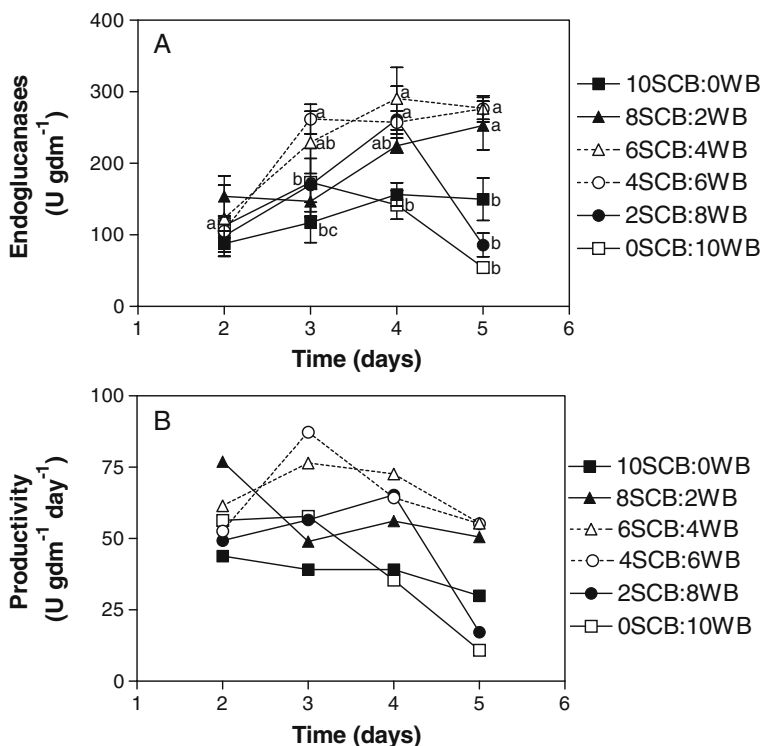 A
400
300
200
100
0
Endoglucanases
(U gdm-1)
a
a
ab
b
bc
a
a
ab
b
a
a
b
b
b
1 2 3 4 5 6
Time (days)
10SCB:0WB
8SCB:2WB
6SCB:4WB
4SCB:6WB
2SCB:8WB
0SCB:10WB
B
100
75
50
25
0
Productivity
(U gdm-1 day-1)
1 2 3 4 5 6
Time (days)
10SCB:0WB
8SCB:2WB
6SCB:4WB
4SCB:6WB
2SCB:8WB
0SCB:10WB